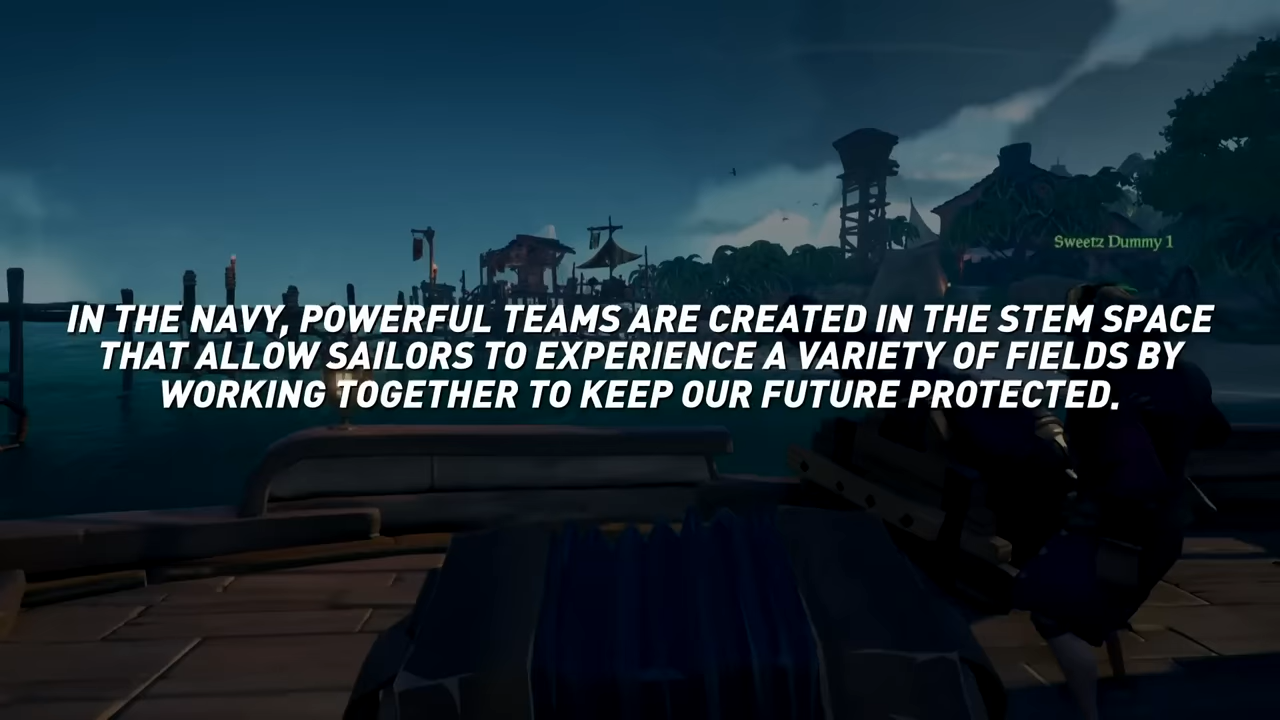 Sweetz Dummy 1
IN THE NAVY, POWERFUL TEAMS ARE CREATED IN THE STEM SPACE
THAT ALLOW SAILORS TO EXPERIENCE A VARIETY OF FIELDS BY
WORKING TOGETHER TO KEEP OUR FUTURE PROTECTED.